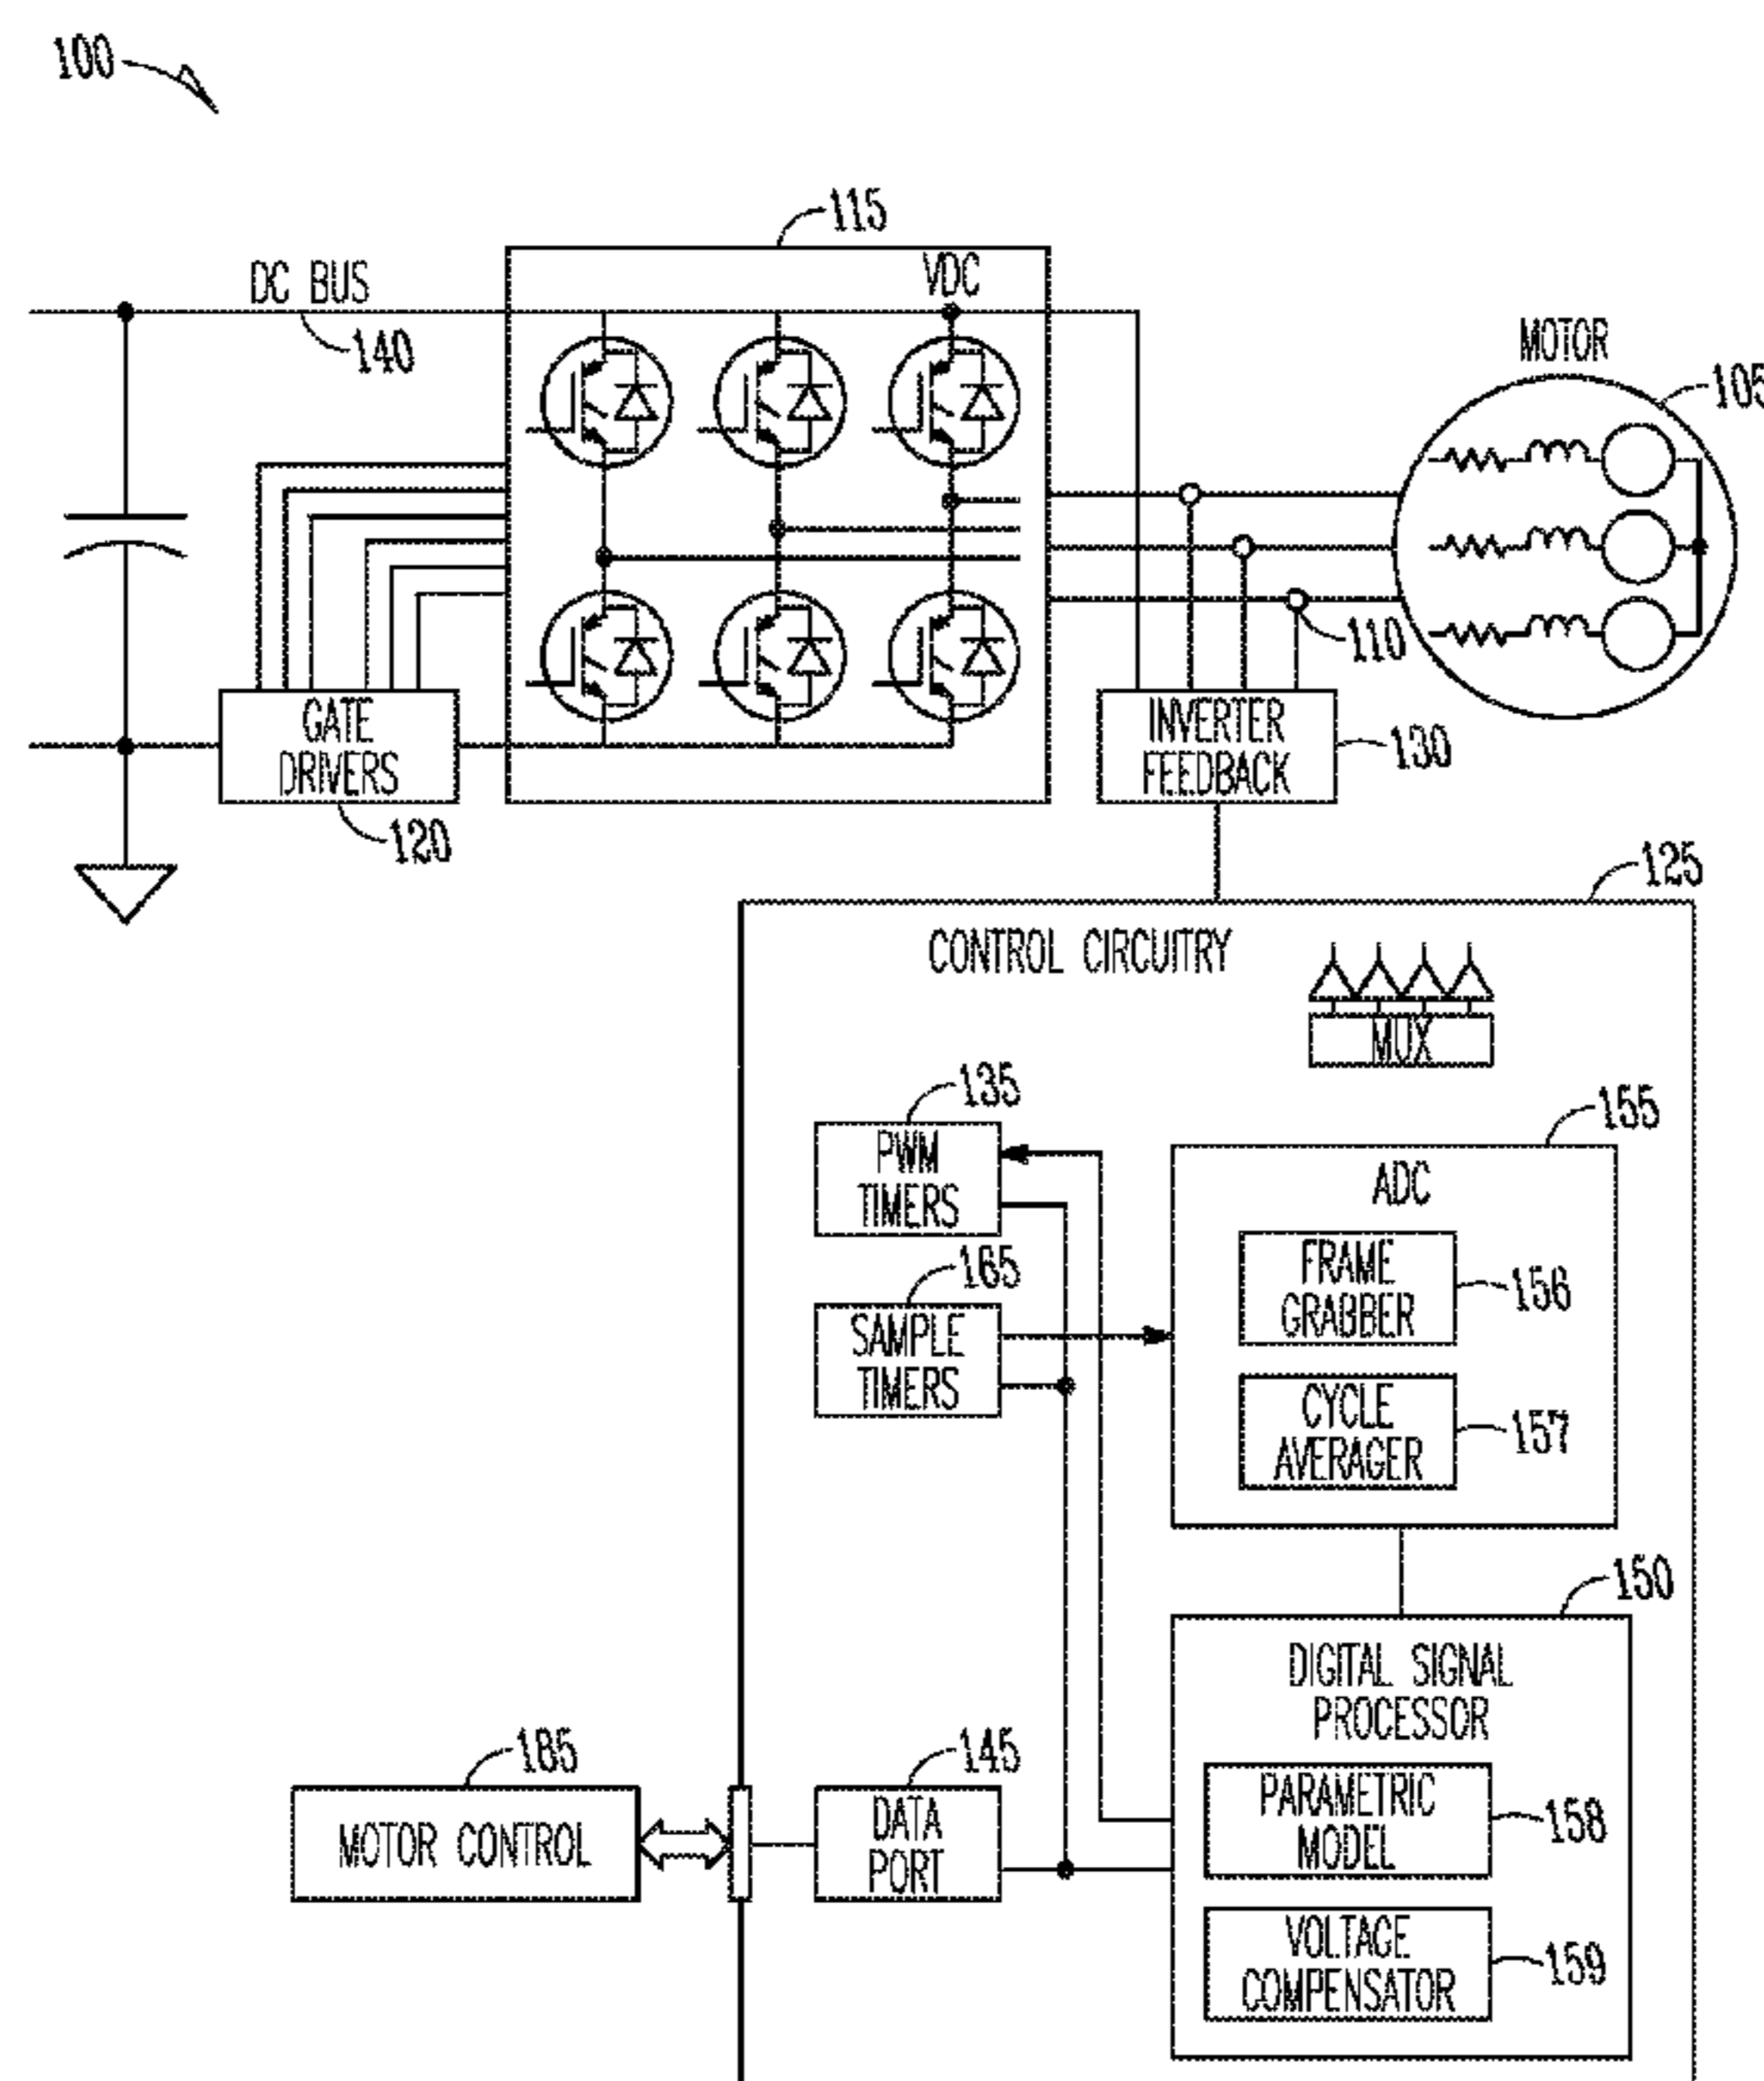 100
115
DC BUS
VDC
140
MOTOR
105
110
GATE
DRIVERS
120
INVERTER
FEEDBACK
130
125
CONTROL CIRCUITRY
MUX
135
PWM
TIMERS
155
ADC
165
SAMPLE
TIMERS
FRAME
GRABBER
156
CYCLE
AVERAGER
157
150
DIGITAL SIGNAL
PROCESSOR
185
MOTOR CONTROL
145
DATA
PORT
PARAMETRIC
MODEL
158
VOLTAGE
COMPENSATOR
159